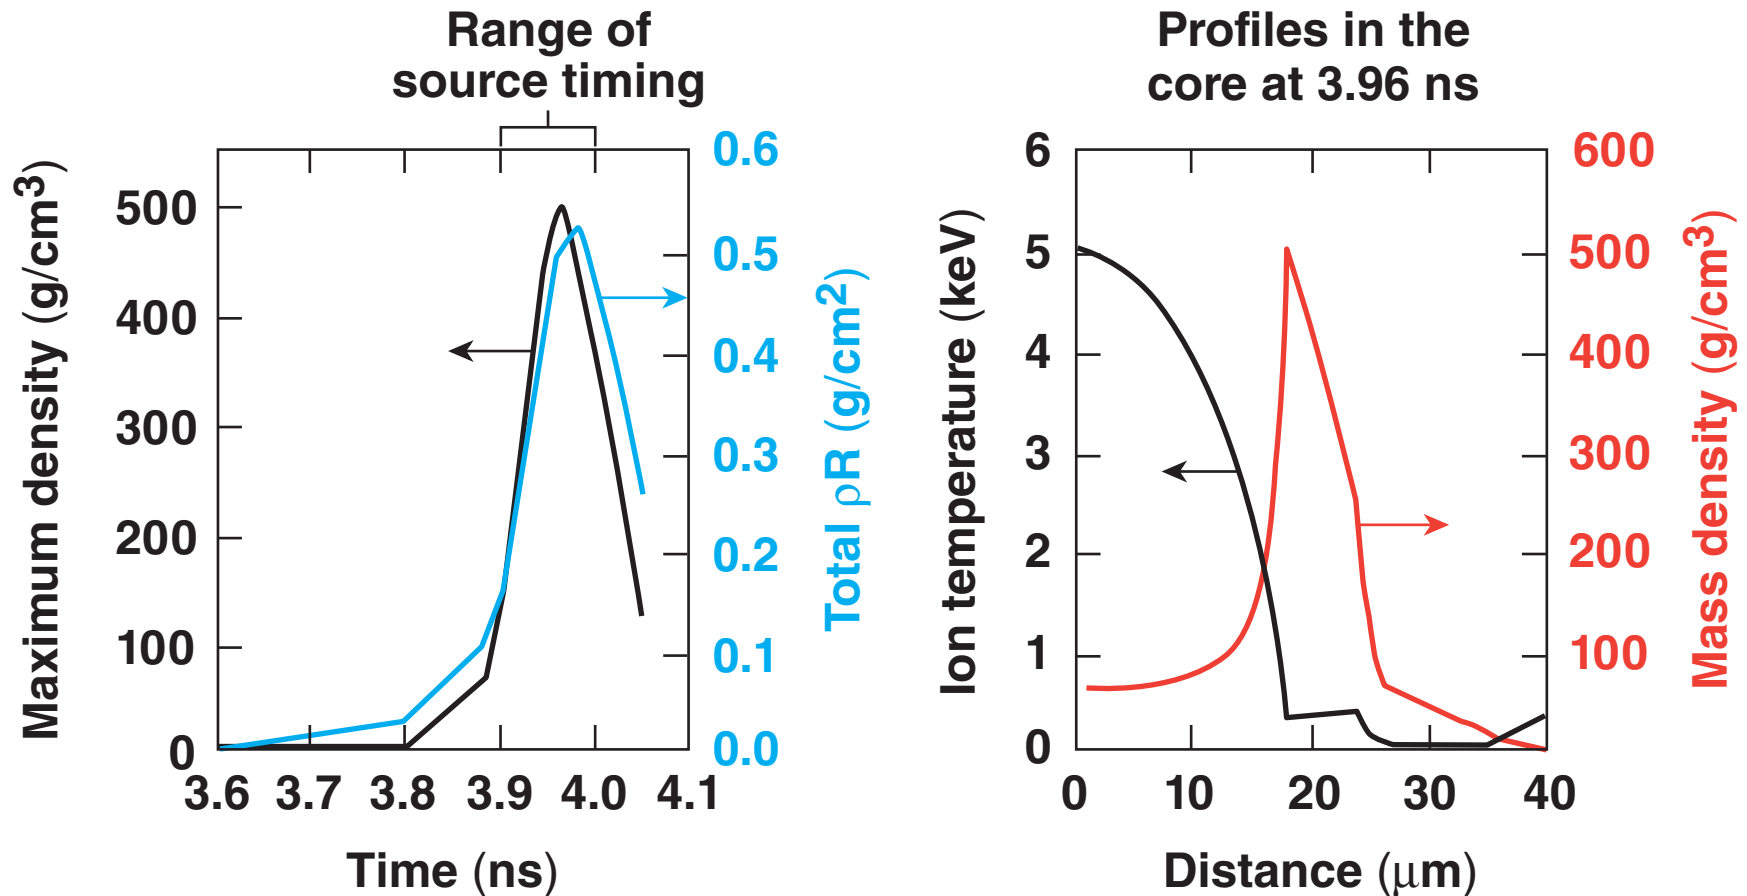 Range of
source timing
Maximum density (g/cm³)
500
400
300
200
100
0
0.6
0.5
0.4
0.3
0.2
0.1
0.0
Total ρR (g/cm²)
3.6 3.7 3.8 3.9 4.0 4.1
Time (ns)
Profiles in the
core at 3.96 ns
Ion temperature (keV)
6
5
4
3
2
1
0
600
500
400
300
200
100
Mass density (g/cm³)
0 10 20 30 40
Distance (μm)